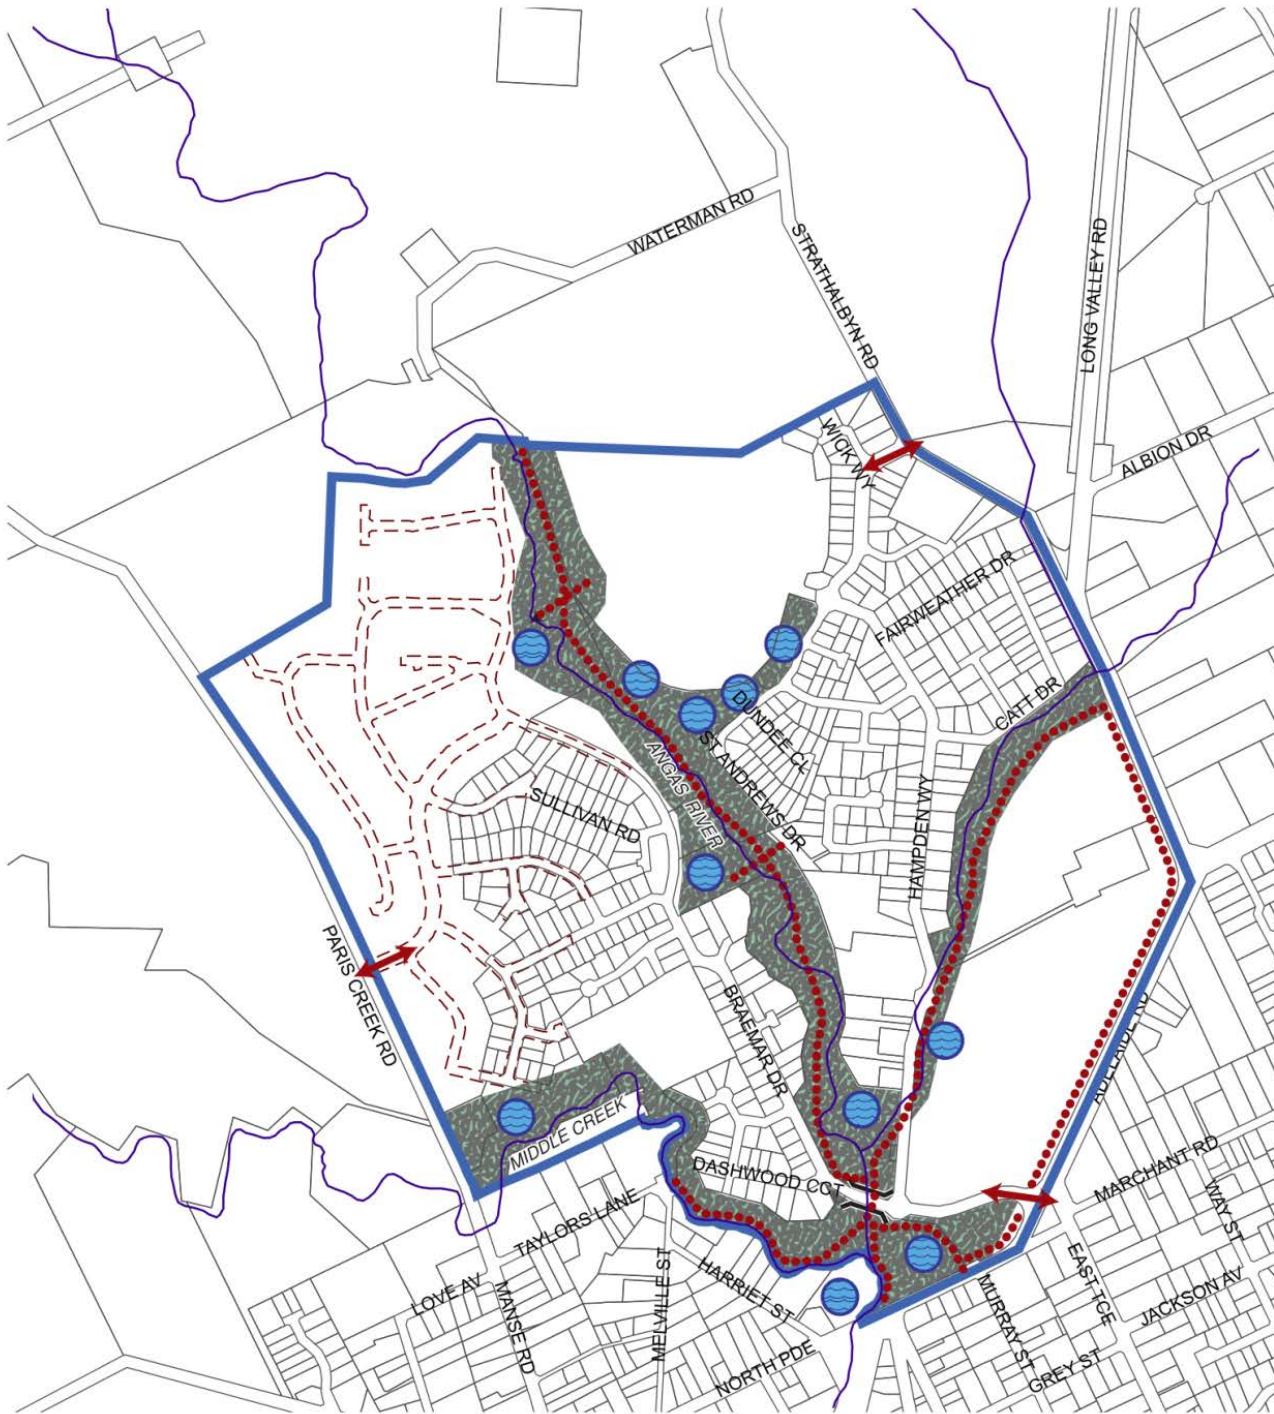 WATERMAN RD
STRATHALBYN RD
LONG VALLEY RD
WICK WY
ALBION DR
FAIRWEATHER DR
CATT DR
DUNDEE CL
ST ANDREWS DR
ANGAS RIVER
SULLIVAN RD
HAMPDEN WY
PARIS CREEK RD
BRAEMAR DR
ADELAIDE RD
MIDDLE CREEK
DASHWOOD CCT
MARCHANT RD
TAYLORS LANE
WAY ST
LOVE AV
MANSE RD
MELVILLE ST
HARRIET ST
EAST TCE
JACKSON AV
MURRAY ST
NORTH PDE
GREY ST